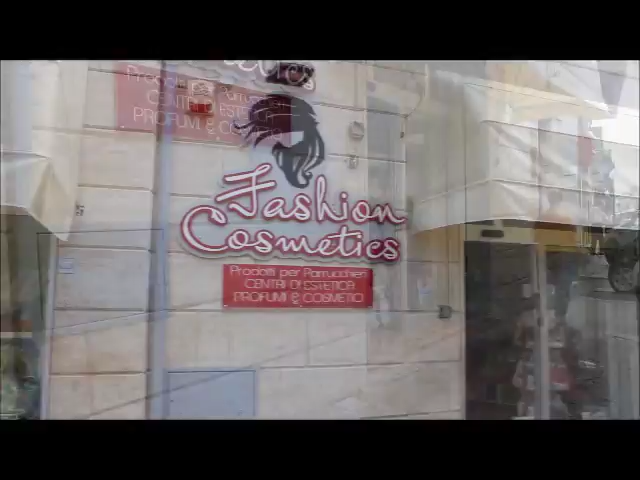 Fashion
Cosmetics
Prodotti per Parrucchieri
CENTRI DI ESTETICA
PROFUMI E COSMETICI